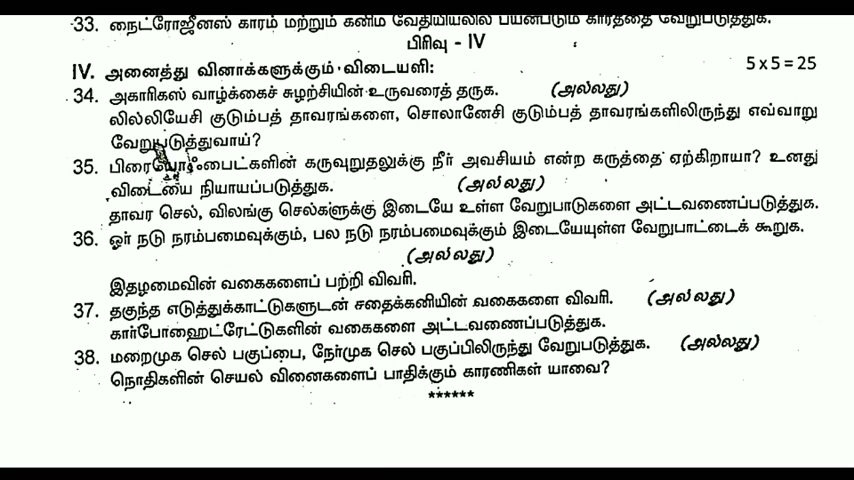 33. நைட்ரோஜீனஸ் காரம் மற்றும் கனிம வேதியியலில் பயன்படும் காரத்தை வேறுபடுத்துக.
பிரிவு - IV
IV. அனைத்து வினாக்களுக்கும் விடையளி: 5 x 5 = 25
34. அகாரிகஸ் வாழ்க்கைச் சுழற்சியின் உருவரைத் தருக. (அல்லது)
லில்லியேசி குடும்பத் தாவரங்களை, சொலானேசி குடும்பத் தாவரங்களிலிருந்து எவ்வாறு
வேறுபடுத்துவாய்?
35. பிரையோஃபைட்களின் கருவுறுதலுக்கு நீர் அவசியம் என்ற கருத்தை ஏற்கிறாயா? உனது
விடையை நியாயப்படுத்துக. (அல்லது)
தாவர செல், விலங்கு செல்களுக்கு இடையே உள்ள வேறுபாடுகளை அட்டவணைப்படுத்துக.
36. ஓர் நடு நரம்பமைவுக்கும், பல நடு நரம்பமைவுக்கும் இடையேயுள்ள வேறுபாட்டைக் கூறுக.
(அல்லது)
இதழமைவின் வகைகளைப் பற்றி விவரி.
37. தகுந்த எடுத்துக்காட்டுகளுடன் சதைக்கனியின் வகைகளை விவரி. (அல்லது)
கார்போஹைட்ரேட்டுகளின் வகைகளை அட்டவணைப்படுத்துக.
38. மறைமுக செல் பகுப்பை, நேர்முக செல் பகுப்பிலிருந்து வேறுபடுத்துக. (அல்லது)
நொதிகளின் செயல் வினைகளைப் பாதிக்கும் காரணிகள் யாவை?
******